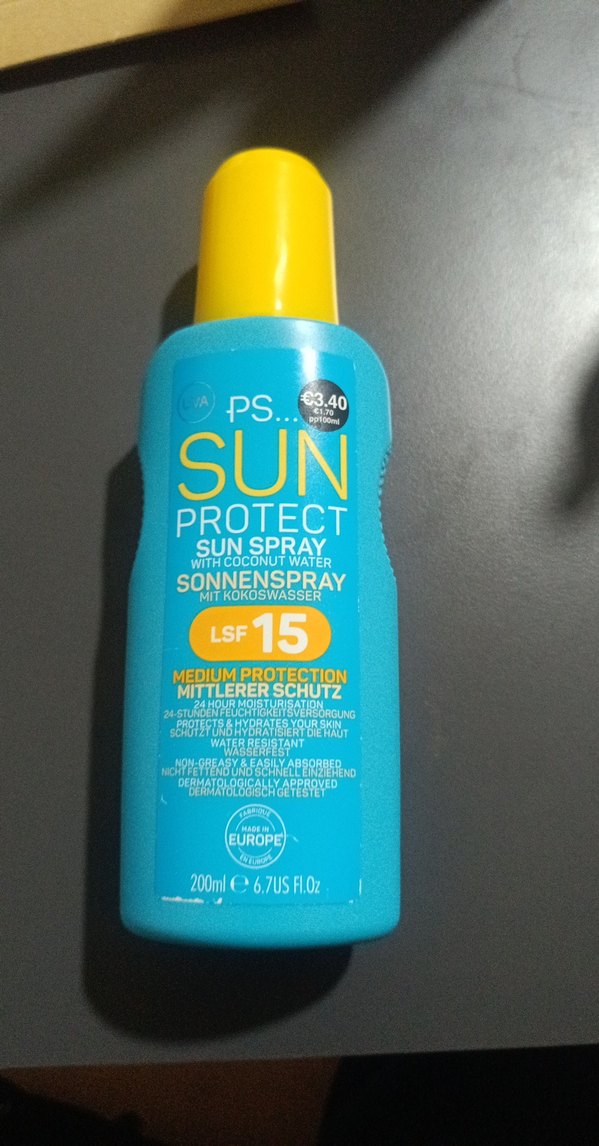 UVA
PS...
€3.40
€1.70
pp100ml
SUN
PROTECT
SUN SPRAY
WITH COCONUT WATER
SONNENSPRAY
MIT KOKOSWASSER
LSF 15
MEDIUM PROTECTION
MITTLERER SCHUTZ
24 HOUR MOISTURISATION
24-STUNDEN FEUCHTIGKEITSVERSORGUNG
PROTECTS & HYDRATES YOUR SKIN
SCHÜTZT UND HYDRATISIERT DIE HAUT
WATER RESISTANT
WASSERFEST
NON-GREASY & EASILY ABSORBED
NICHT FETTEND UND SCHNELL EINZIEHEND
DERMATOLOGICALLY APPROVED
DERMATOLOGISCH GETESTET
FABRIQUÉ
MADE IN
EUROPE
EN EUROPE
200ml ℮ 6.7US Fl.Oz